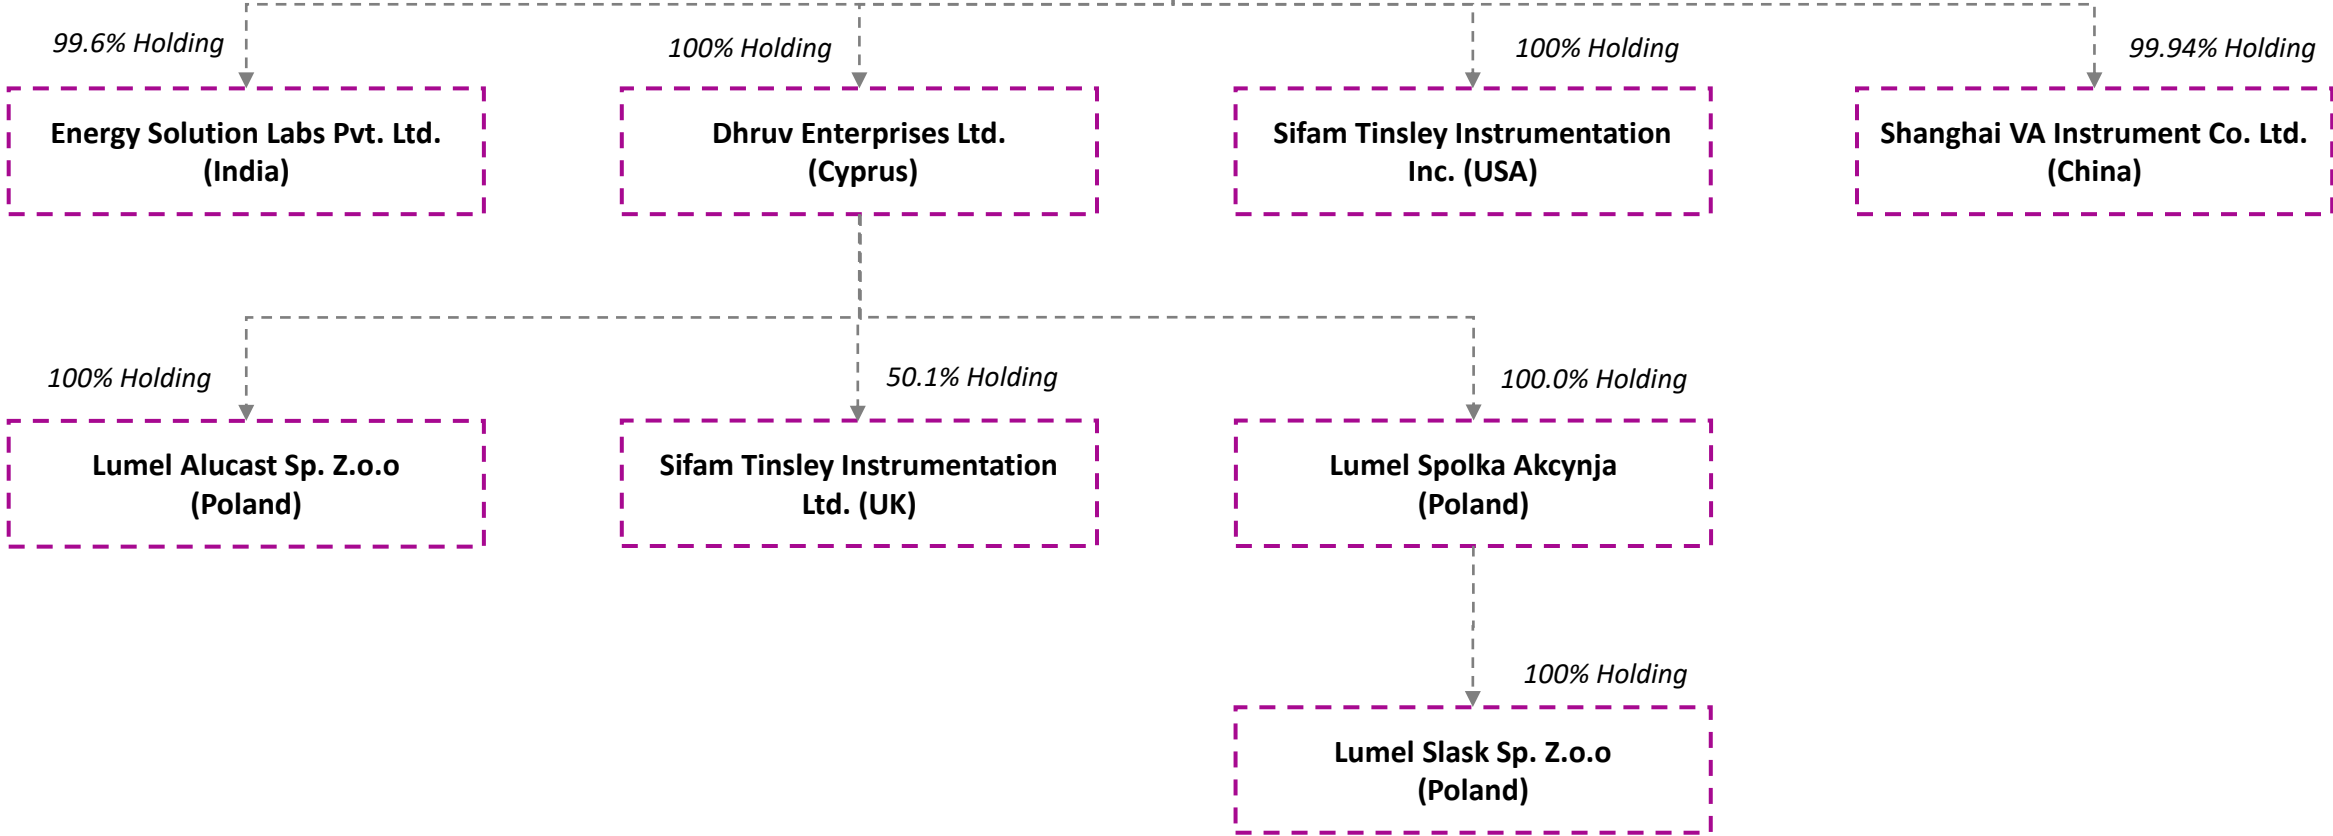 99.6% Holding
100% Holding
100% Holding
99.94% Holding
Energy Solution Labs Pvt. Ltd.
(India)
Dhruv Enterprises Ltd.
(Cyprus)
Sifam Tinsley Instrumentation
Inc. (USA)
Shanghai VA Instrument Co. Ltd.
(China)
100% Holding
50.1% Holding
100.0% Holding
Lumel Alucast Sp. Z.o.o
(Poland)
Sifam Tinsley Instrumentation
Ltd. (UK)
Lumel Spolka Akcynja
(Poland)
100% Holding
Lumel Slask Sp. Z.o.o
(Poland)